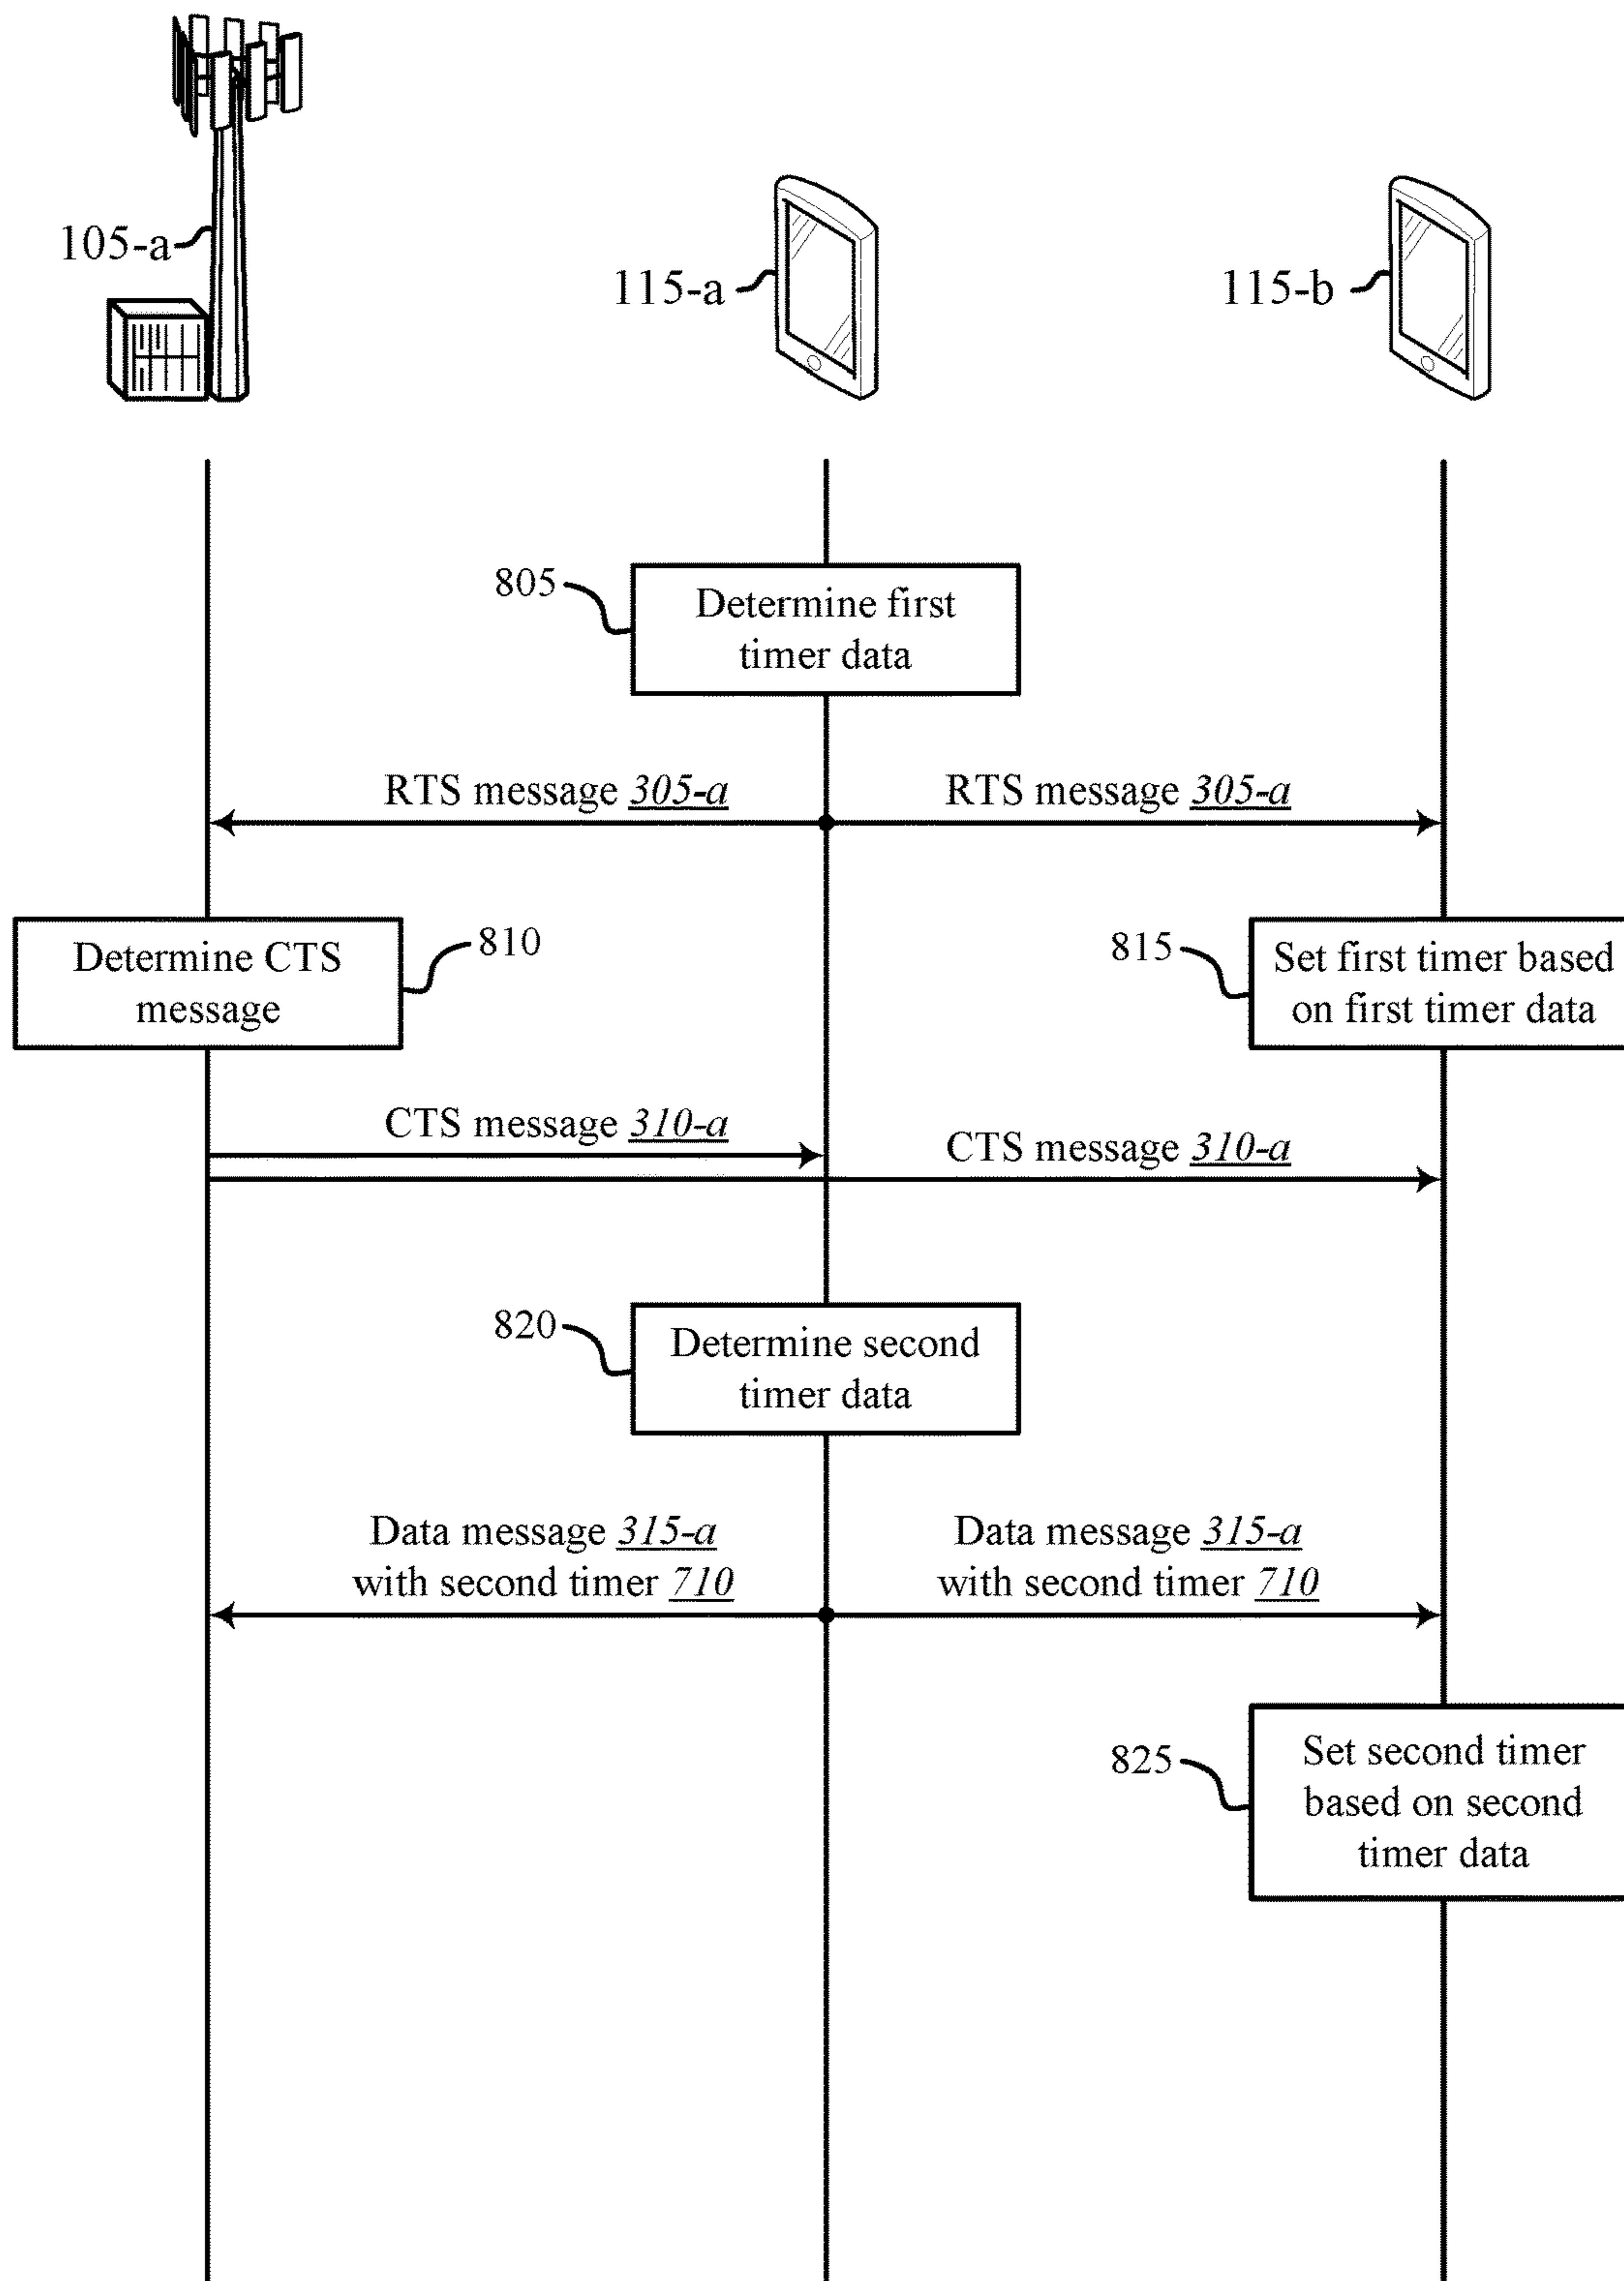 105-a
115-a
115-b
805
Determine first
timer data
RTS message 305-a
RTS message 305-a
Determine CTS
message
810
815
Set first timer based
on first timer data
CTS message 310-a
CTS message 310-a
820
Determine second
timer data
Data message 315-a
with second timer 710
Data message 315-a
with second timer 710
825
Set second timer
based on second
timer data